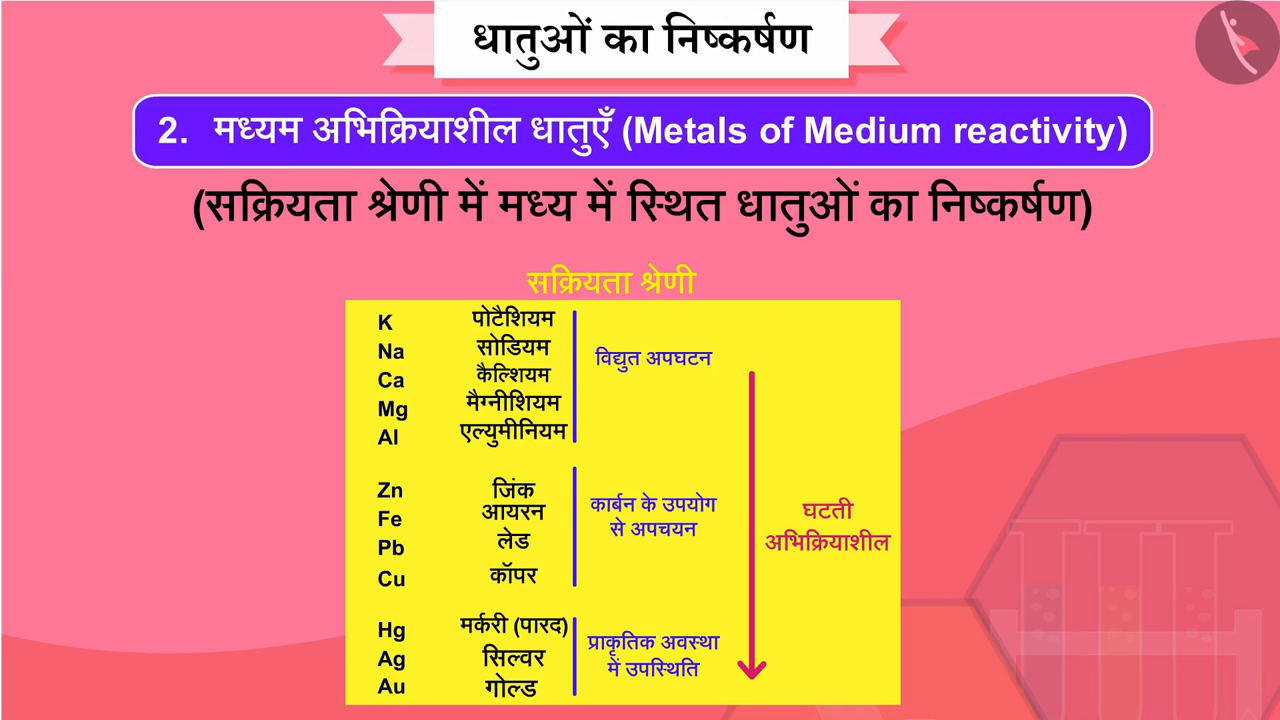 धातुओं का निष्कर्षण
2. मध्यम अभिक्रियाशील धातुएँ (Metals of Medium reactivity)
(सक्रियता श्रेणी में मध्य में स्थित धातुओं का निष्कर्षण)
सक्रियता श्रेणी
K पोटैशियम
Na सोडियम
Ca कैल्शियम
Mg मैग्नीशियम
Al एल्युमीनियम
विद्युत अपघटन
Zn जिंक
Fe आयरन
Pb लेड
Cu कॉपर
कार्बन के उपयोग
से अपचयन
Hg मर्करी (पारद)
Ag सिल्वर
Au गोल्ड
प्राकृतिक अवस्था
में उपस्थिति
घटती
अभिक्रियाशील